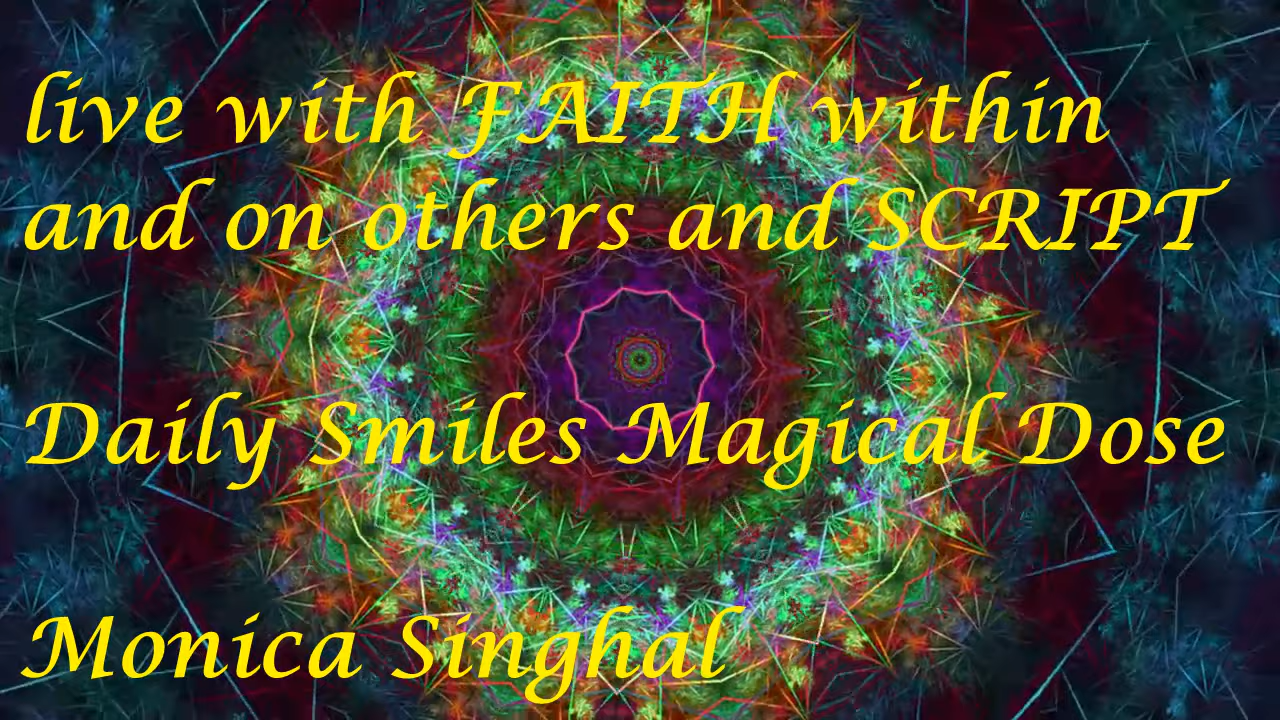 live with FAITH within
and on others and SCRIPT
Daily Smiles Magical Dose
Monica Singhal